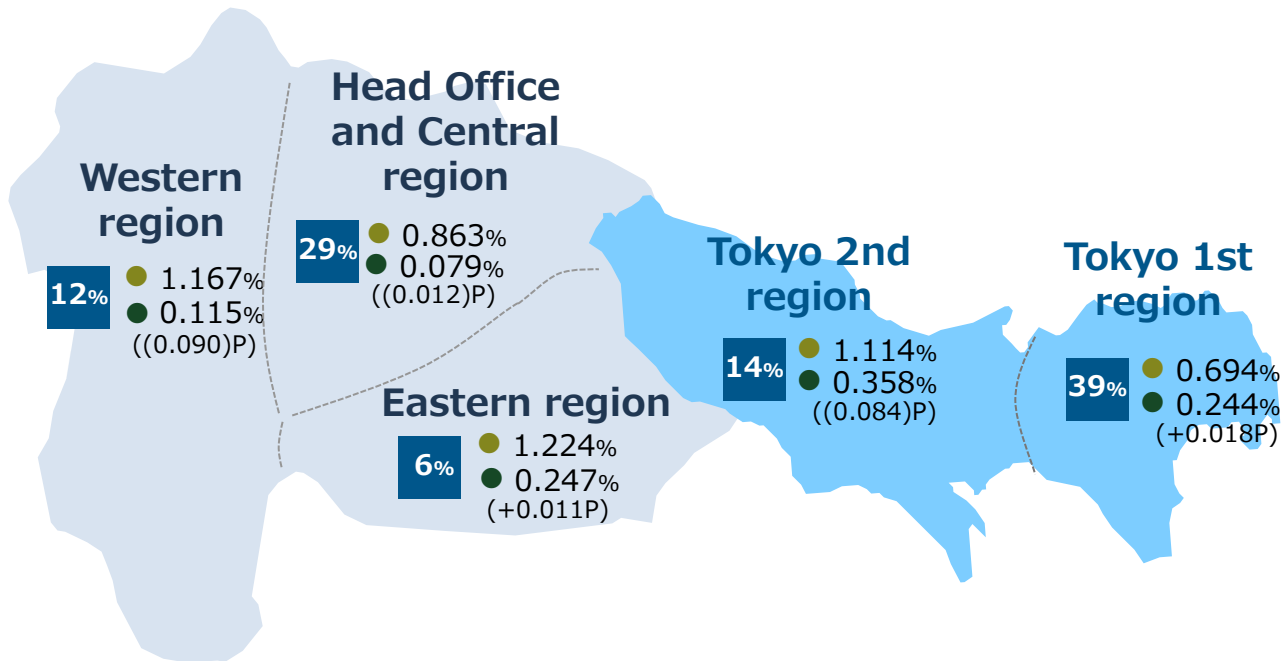 Western
region
12%
1.167%
0.115%
((0.090)P)
Head Office
and Central
region
29%
0.863%
0.079%
((0.012)P)
Eastern region
6%
1.224%
0.247%
(+0.011P)
Tokyo 2nd
region
14%
1.114%
0.358%
((0.084)P)
Tokyo 1st
region
39%
0.694%
0.244%
(+0.018P)